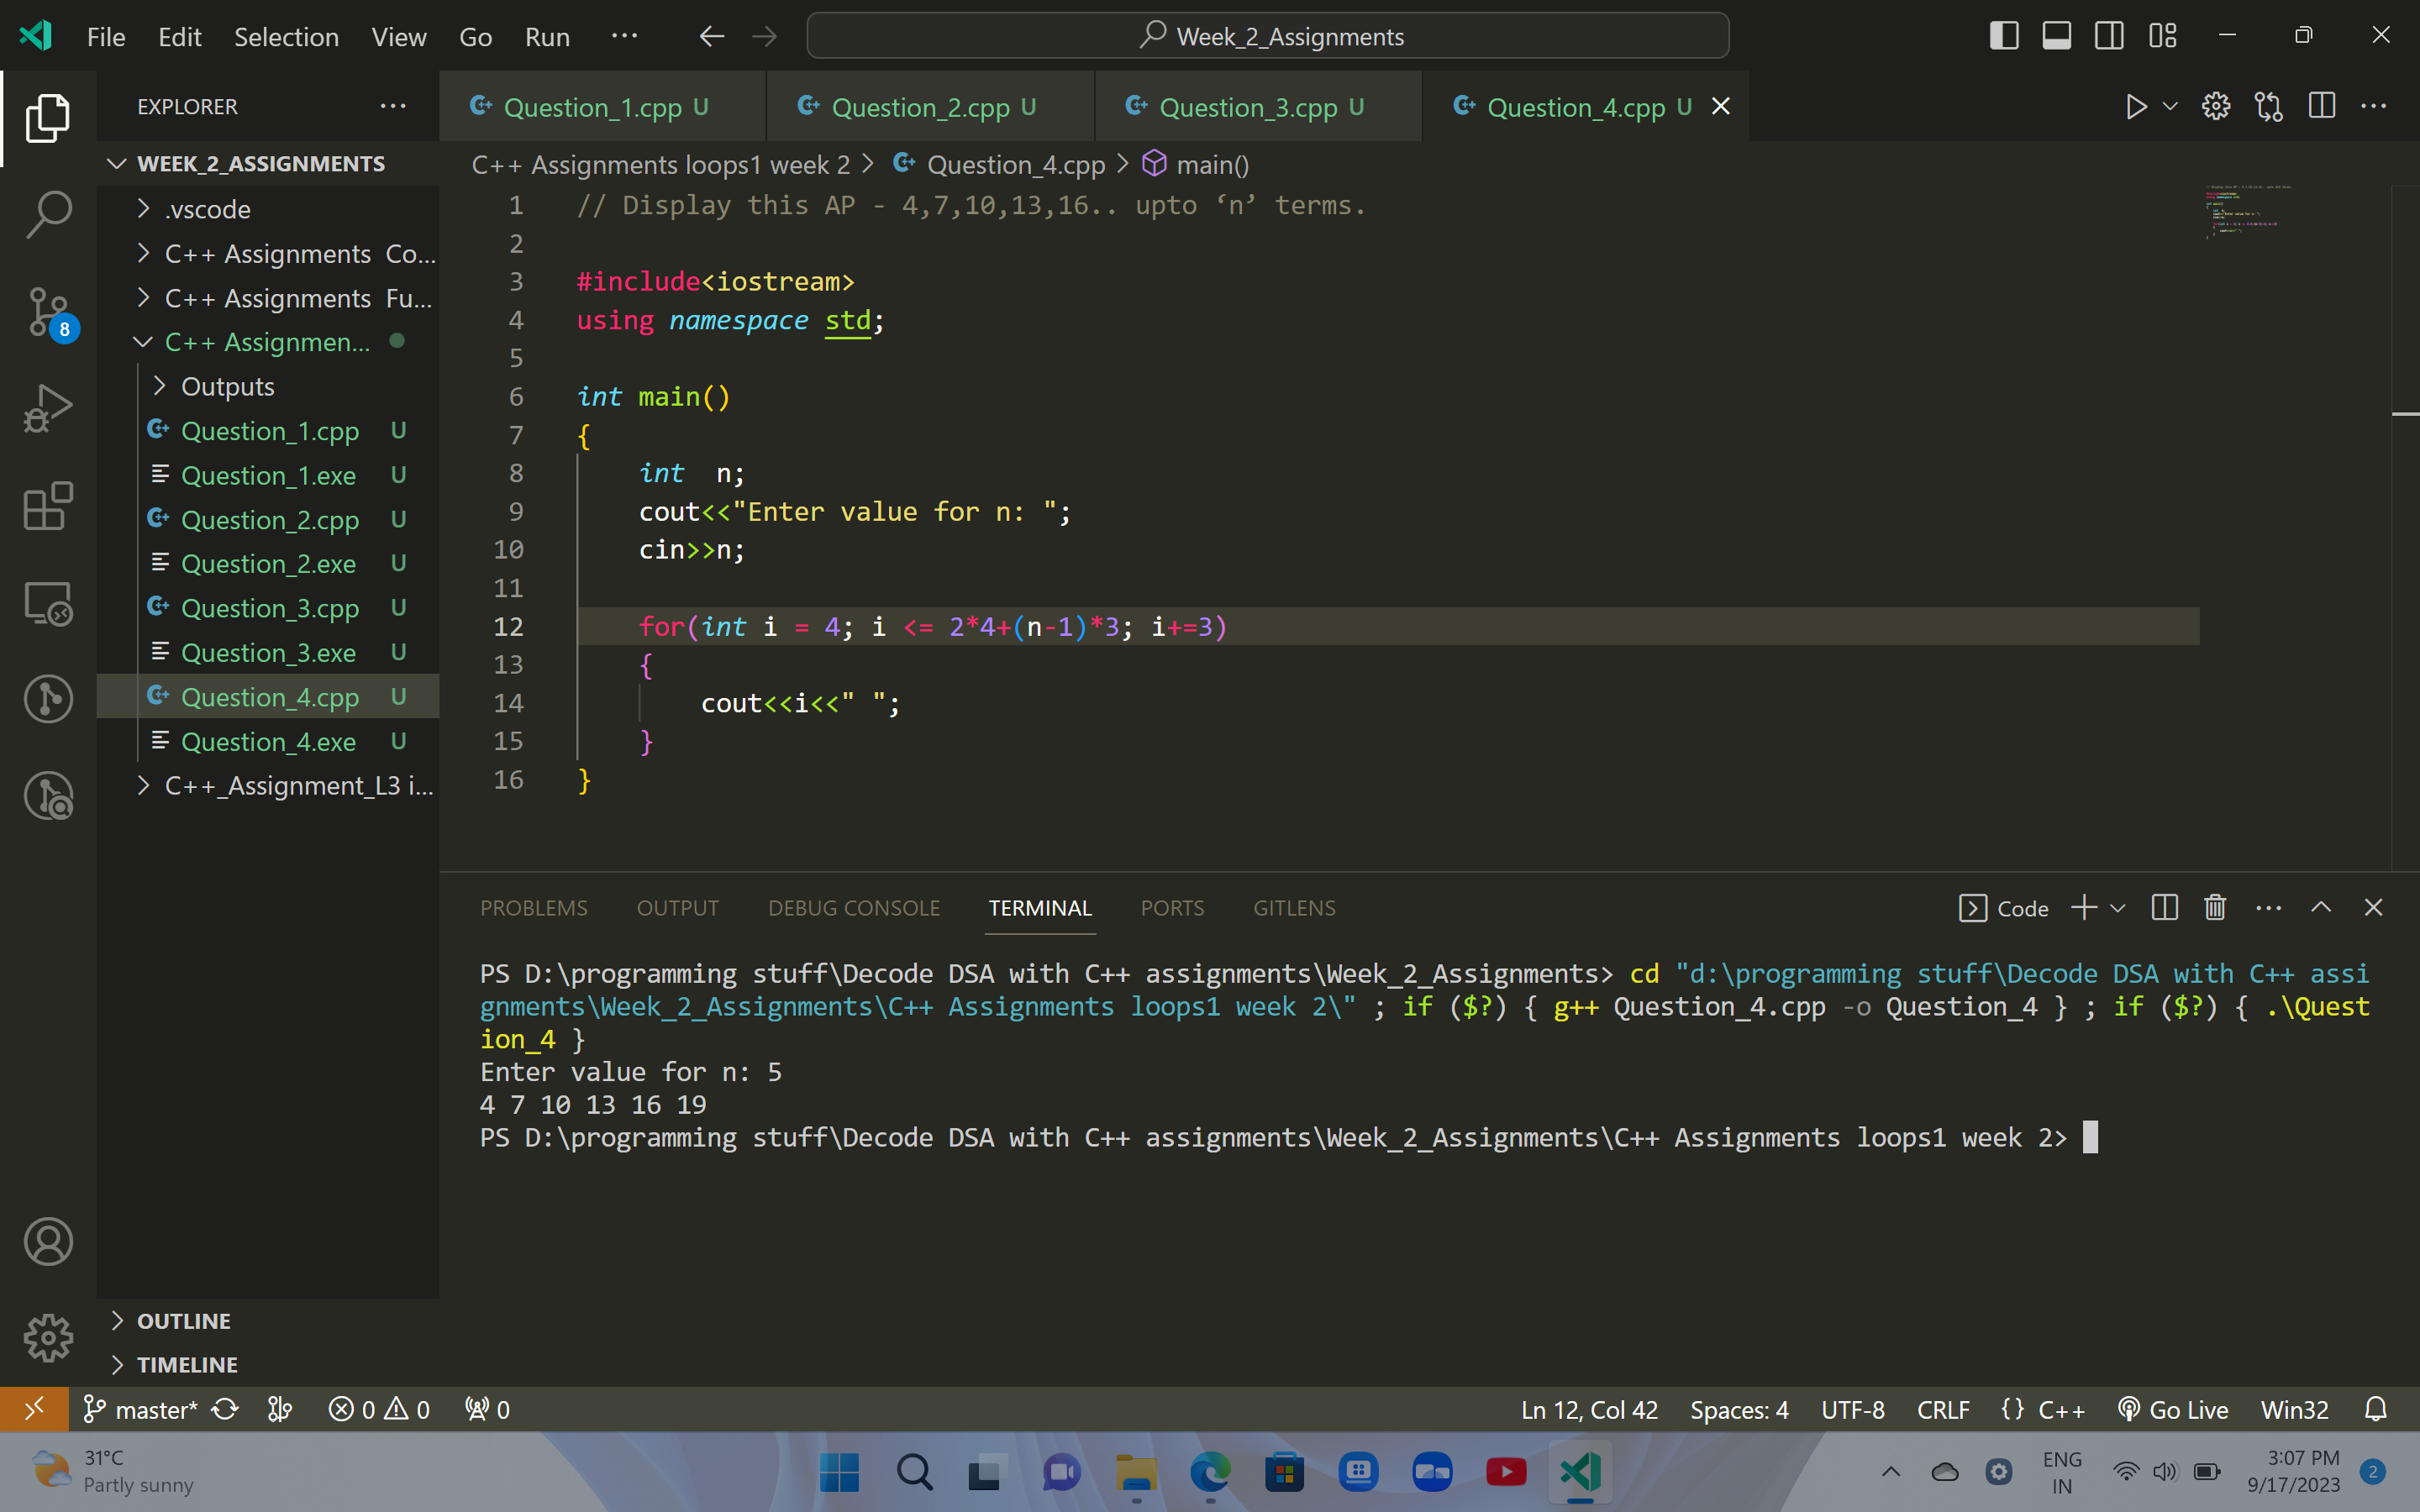 File Edit Selection View Go Run ··· Week_2_Assignments
EXPLORER ···
Question_1.cpp U Question_2.cpp U Question_3.cpp U Question_4.cpp U
WEEK_2_ASSIGNMENTS
C++ Assignments loops1 week 2 > Question_4.cpp > main()
.vscode
C++ Assignments Co...
C++ Assignments Fu...
C++ Assignmen...
Outputs
Question_1.cpp U
Question_1.exe U
Question_2.cpp U
Question_2.exe U
Question_3.cpp U
Question_3.exe U
Question_4.cpp U
Question_4.exe U
C++_Assignment_L3 i...
8
OUTLINE
TIMELINE
1 // Display this AP - 4,7,10,13,16.. upto ‘n’ terms.
2
3 #include<iostream>
4 using namespace std;
5
6 int main()
7 {
8 int  n;
9 cout<<"Enter value for n: ";
10 cin>>n;
11
12 for(int i = 4; i <= 2*4+(n-1)*3; i+=3)
13 {
14 cout<<i<<" ";
15 }
16 }
PROBLEMS OUTPUT DEBUG CONSOLE TERMINAL PORTS GITLENS Code
PS D:\programming stuff\Decode DSA with C++ assignments\Week_2_Assignments> cd "d:\programming stuff\Decode DSA with C++ assi
gnments\Week_2_Assignments\C++ Assignments loops1 week 2\" ; if ($?) { g++ Question_4.cpp -o Question_4 } ; if ($?) { .\Quest
ion_4 }
Enter value for n: 5
4 7 10 13 16 19
PS D:\programming stuff\Decode DSA with C++ assignments\Week_2_Assignments\C++ Assignments loops1 week 2>
master* 0 0 0 Ln 12, Col 42 Spaces: 4 UTF-8 CRLF {} C++ Go Live Win32
31°C
Partly sunny
ENG
IN
3:07 PM
9/17/2023
2